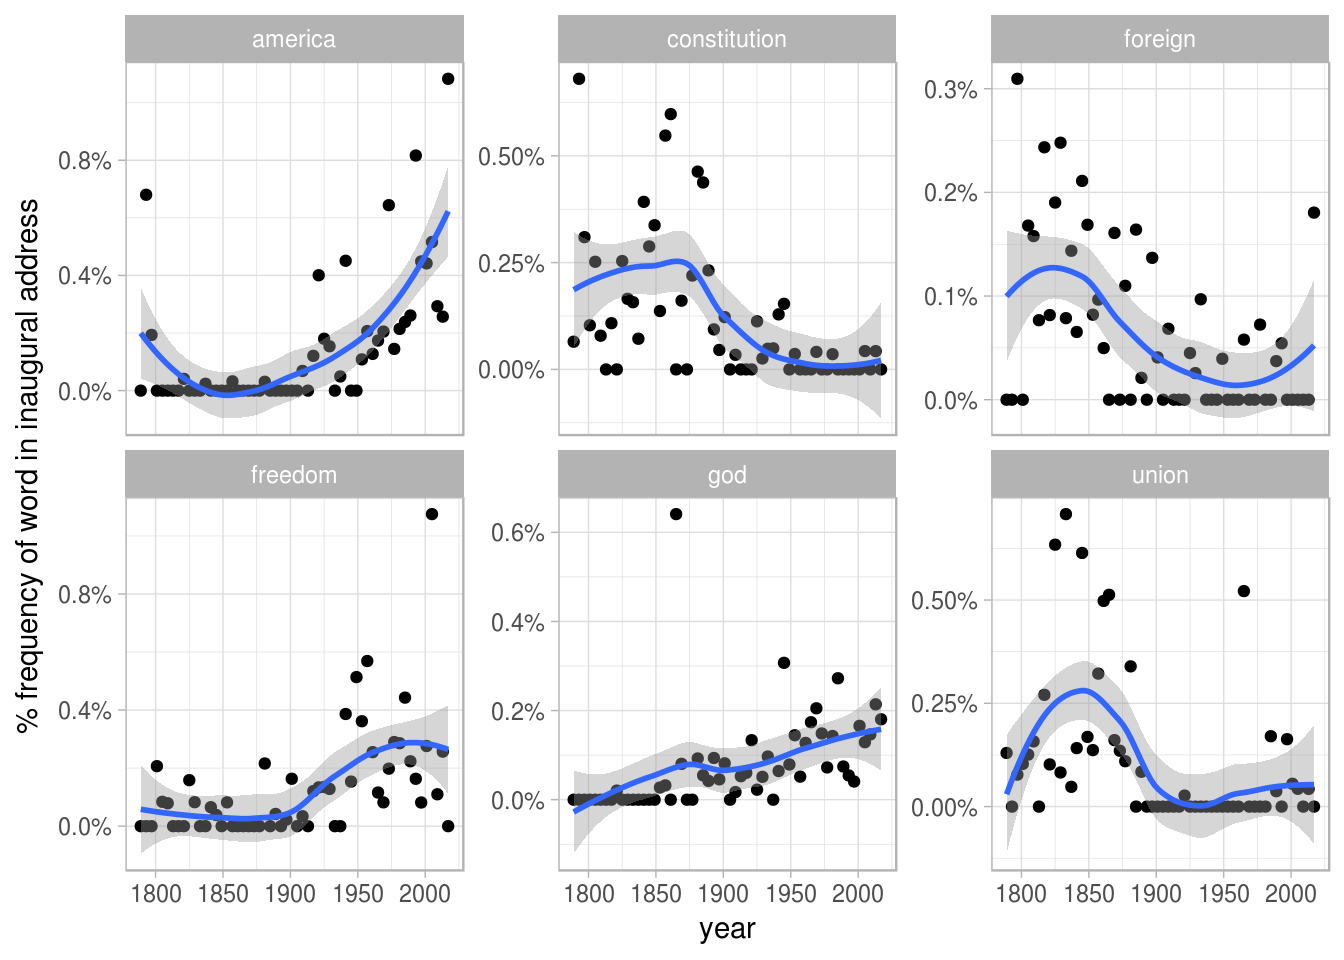 america
constitution
foreign
0.8%
0.4%
0.0%
0.50%
0.25%
0.00%
0.3%
0.2%
0.1%
0.0%
% frequency of word in inaugural address
freedom
god
union
0.8%
0.4%
0.0%
0.6%
0.4%
0.2%
0.0%
0.50%
0.25%
0.00%
1800 1850 1900 1950 2000
1800 1850 1900 1950 2000
1800 1850 1900 1950 2000
year